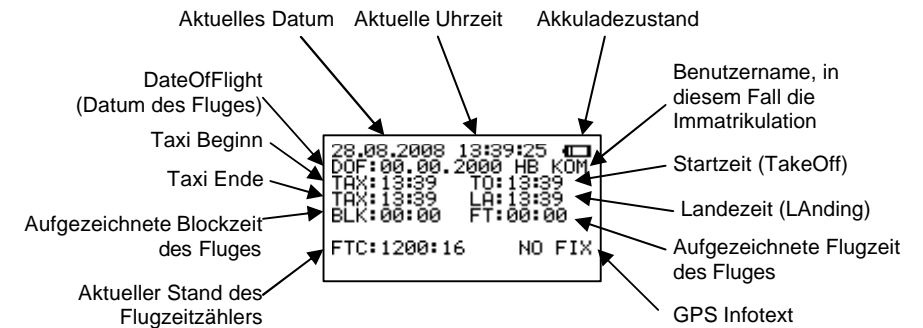 Aktuelles Datum Aktuelle Uhrzeit Akkuladezustand
DateOfFlight
(Datum des Fluges)
Taxi Beginn
Taxi Ende
Aufgezeichnete Blockzeit
des Fluges
Aktueller Stand des
Flugzeitzählers
28.08.2008 13:39:25
DOF:00.00.2000 HB KOM
TAX:13:39 TO:13:39
TAX:13:39 LA:13:39
BLK:00:00 FT:00:00
FTC:1200:16 NO FIX
Benutzername, in
diesem Fall die
Immatrikulation
Startzeit (TakeOff)
Landezeit (LAnding)
Aufgezeichnete Flugzeit
des Fluges
GPS Infotext